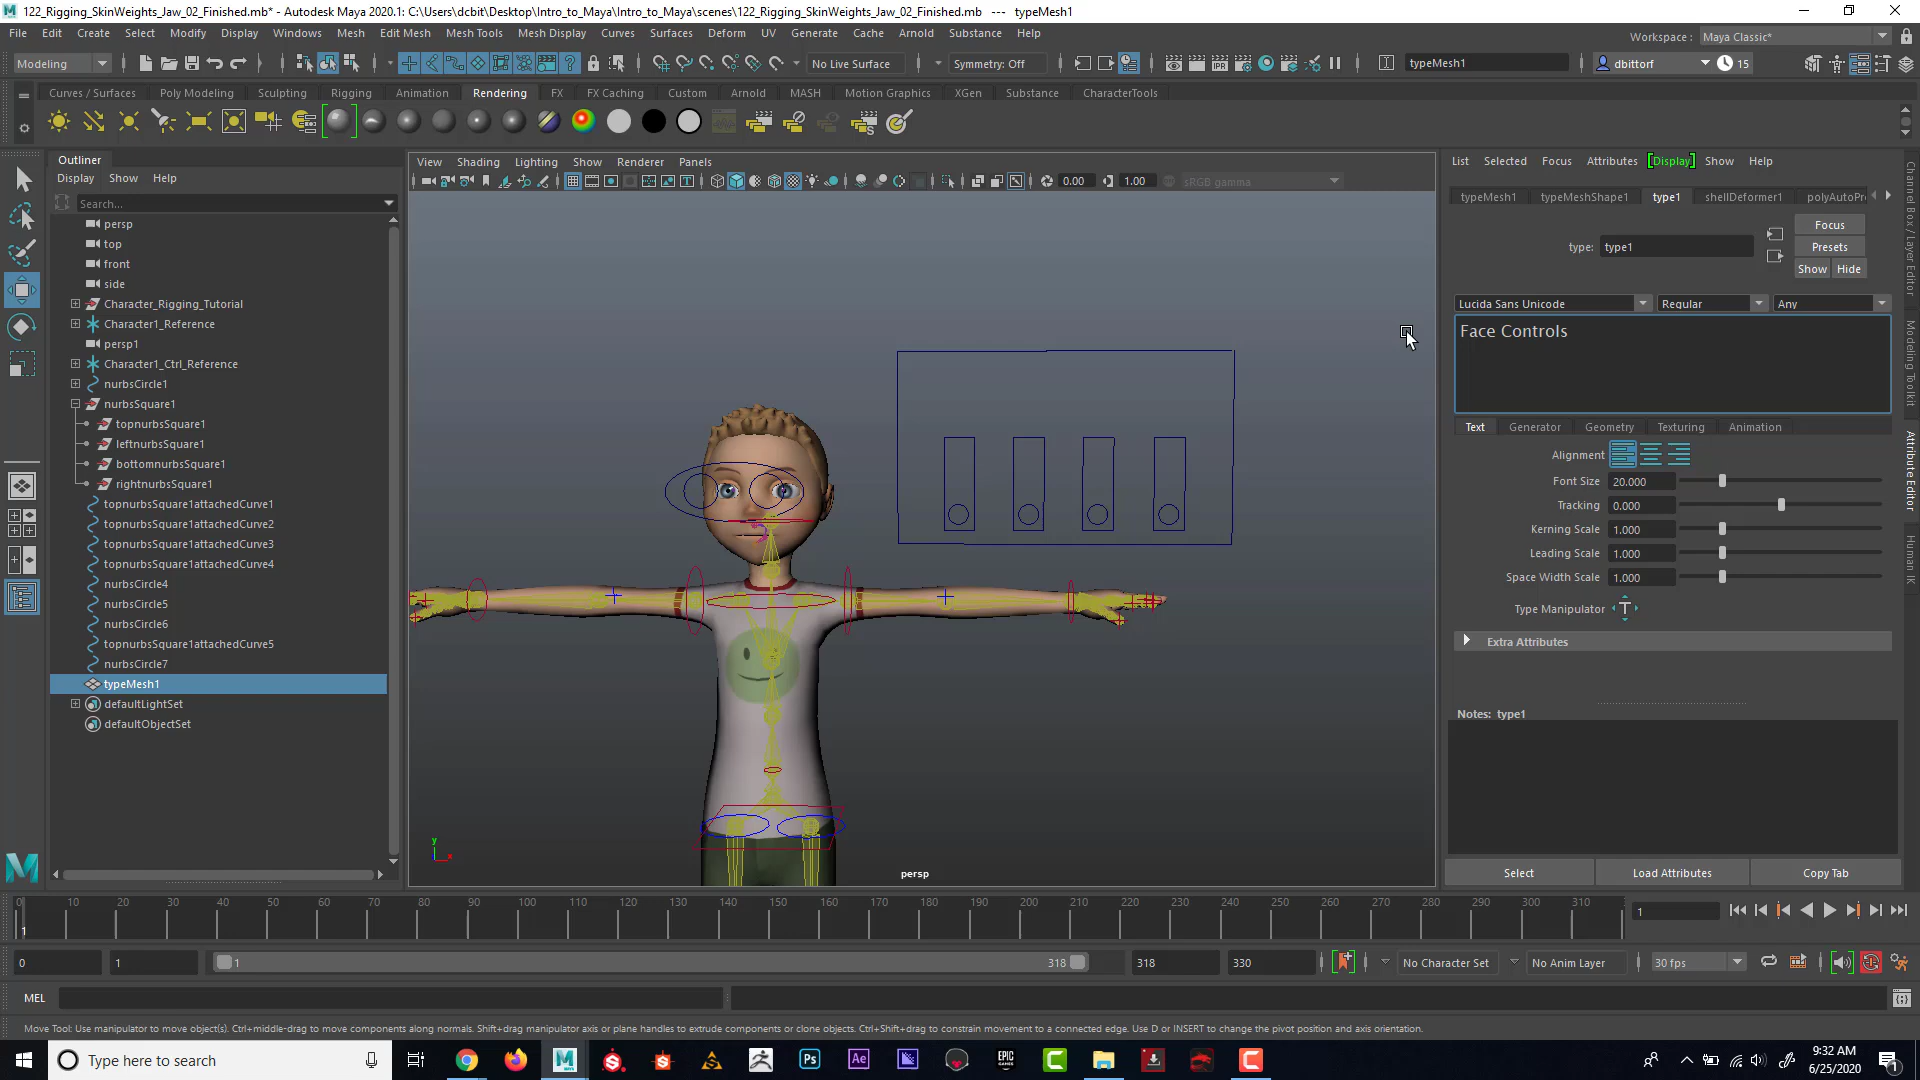 122_Rigging_SkinWeights_Jaw_02_Finished.mb* - Autodesk Maya 2020.1: C:\Users\dcbit\Desktop\Intro_to_Maya\Intro_to_Maya\scenes\122_Rigging_SkinWeights_Jaw_02_Finished.mb --- typeMesh1
File Edit Create Select Modify Display Windows Mesh Edit Mesh Mesh Tools Mesh Display Curves Surfaces Deform UV Generate Cache Arnold Substance Help
Workspace : Maya Classic*
Modeling No Live Surface Symmetry: Off typeMesh1 dbittorf 15
Curves / Surfaces Poly Modeling Sculpting Rigging Animation Rendering FX FX Caching Custom Arnold MASH Motion Graphics XGen Substance CharacterTools
Outliner
Display Show Help
Search...
persp
top
front
side
Character_Rigging_Tutorial
Character1_Reference
persp1
Character1_Ctrl_Reference
nurbsCircle1
nurbsSquare1
topnurbsSquare1
leftnurbsSquare1
bottomnurbsSquare1
rightnurbsSquare1
topnurbsSquare1attachedCurve1
topnurbsSquare1attachedCurve2
topnurbsSquare1attachedCurve3
topnurbsSquare1attachedCurve4
nurbsCircle4
nurbsCircle5
nurbsCircle6
topnurbsSquare1attachedCurve5
nurbsCircle7
typeMesh1
defaultLightSet
defaultObjectSet
View Shading Lighting Show Renderer Panels
0.00 1.00 sRGB gamma
persp
y
x
List Selected Focus Attributes Display Show Help
typeMesh1 typeMeshShape1 type1 shellDeformer1 polyAutoPr
Focus
type: type1
Presets
Show Hide
Lucida Sans Unicode Regular Any
Face Controls
Text Generator Geometry Texturing Animation
Alignment
Font Size 20.000
Tracking 0.000
Kerning Scale 1.000
Leading Scale 1.000
Space Width Scale 1.000
Type Manipulator T
Extra Attributes
Notes: type1
Select Load Attributes Copy Tab
Channel Box / Layer Editor
Modeling Toolkit
Attribute Editor
Human IK
0 10 20 30 40 50 60 70 80 90 100 110 120 130 140 150 160 170 180 190 200 210 220 230 240 250 260 270 280 290 300 310
1
1
0 1 1 318 318 330 No Character Set No Anim Layer 30 fps
MEL
Move Tool: Use manipulator to move object(s). Ctrl+middle-drag to move components along normals. Shift+drag manipulator axis or plane handles to extrude components or clone objects. Ctrl+Shift+drag to constrain movement to a connected edge. Use D or INSERT to change the pivot position and axis orientation.
Type here to search
9:32 AM
6/25/2020